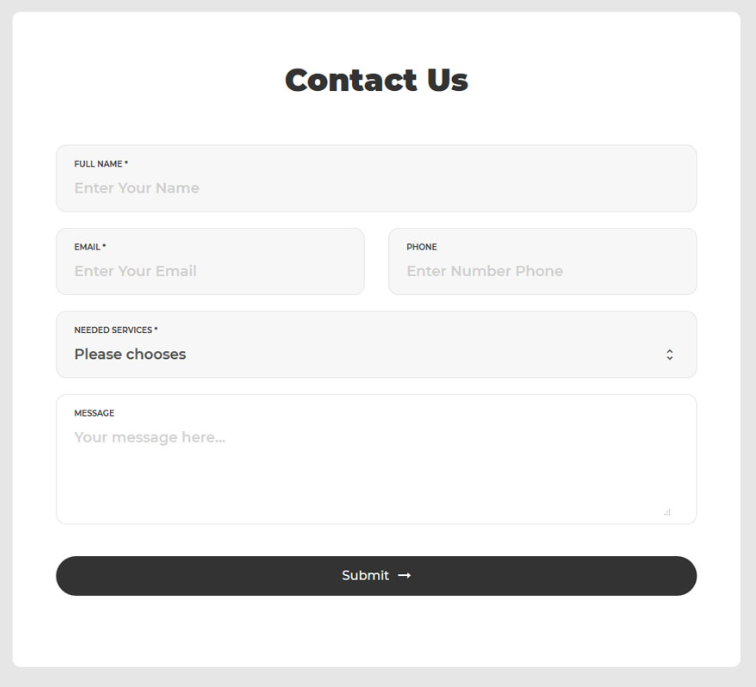 Contact Us
FULL NAME *
Enter Your Name
EMAIL *
Enter Your Email
PHONE
Enter Number Phone
NEEDED SERVICES *
Please chooses
MESSAGE
Your message here...
Submit →